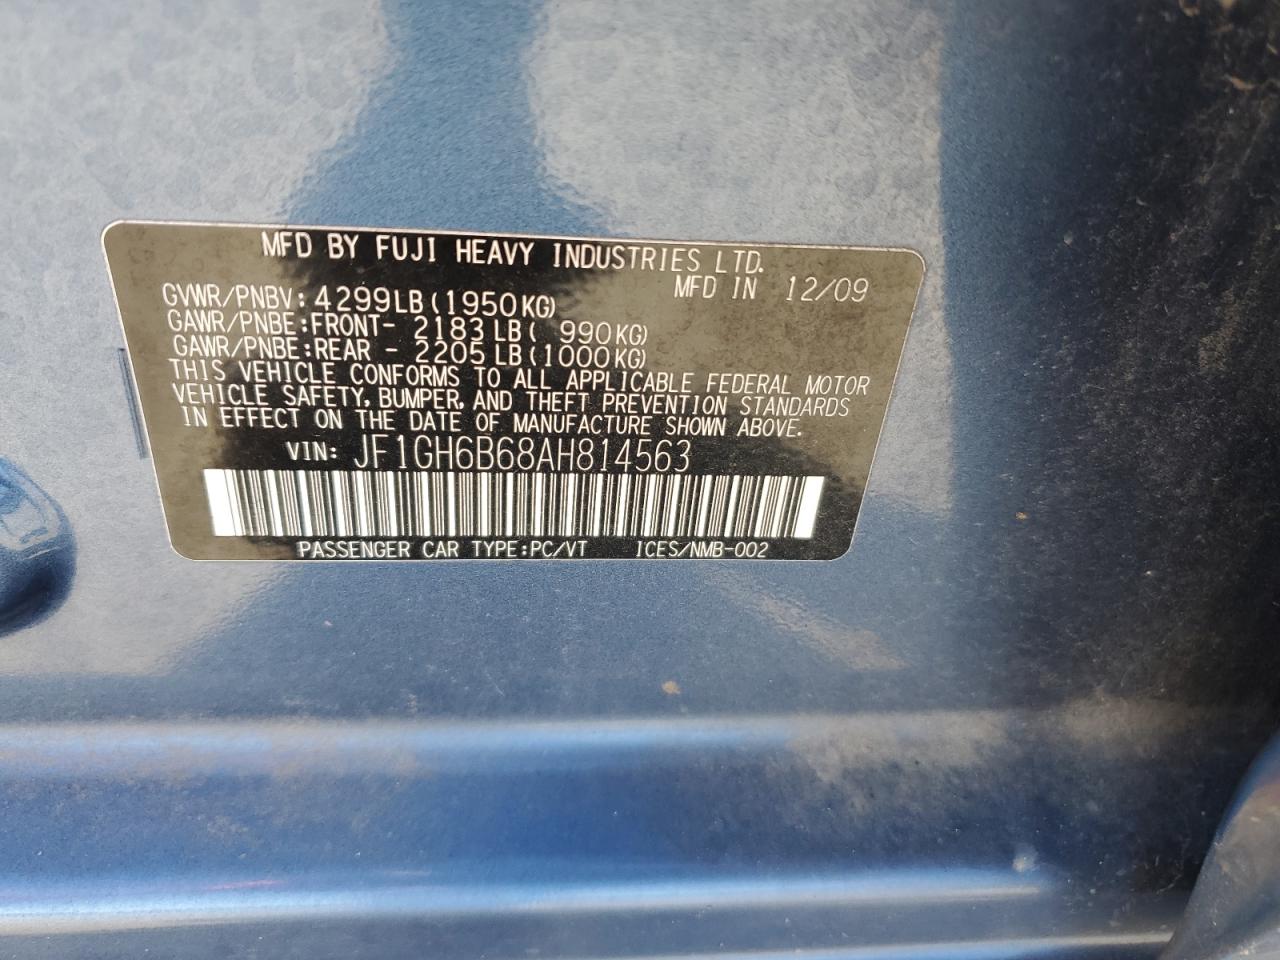 MFD BY FUJI HEAVY INDUSTRIES LTD.
MFD IN 12/09
GVWR/PNBV: 4299LB(1950KG)
GAWR/PNBE:FRONT- 2183LB( 990KG)
GAWR/PNBE:REAR - 2205LB(1000KG)
THIS VEHICLE CONFORMS TO ALL APPLICABLE FEDERAL MOTOR
VEHICLE SAFETY, BUMPER, AND THEFT PREVENTION STANDARDS
IN EFFECT ON THE DATE OF MANUFACTURE SHOWN ABOVE.
VIN: JF1GH6B68AH814563
PASSENGER CAR TYPE:PC/VT ICES/NMB-002